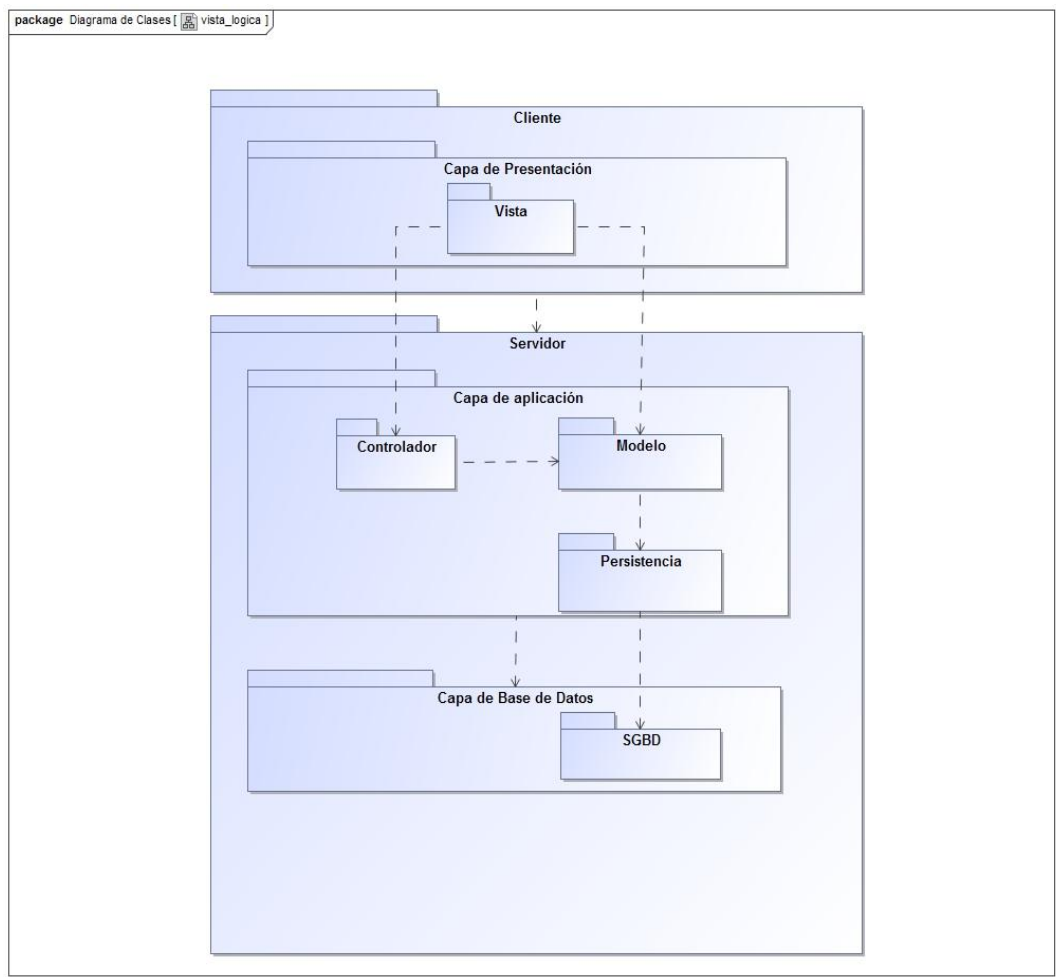 package Diagrama de Clases [ vista_logica ]
Cliente
Capa de Presentación
Vista
Servidor
Capa de aplicación
Controlador
Modelo
Persistencia
Capa de Base de Datos
SGBD